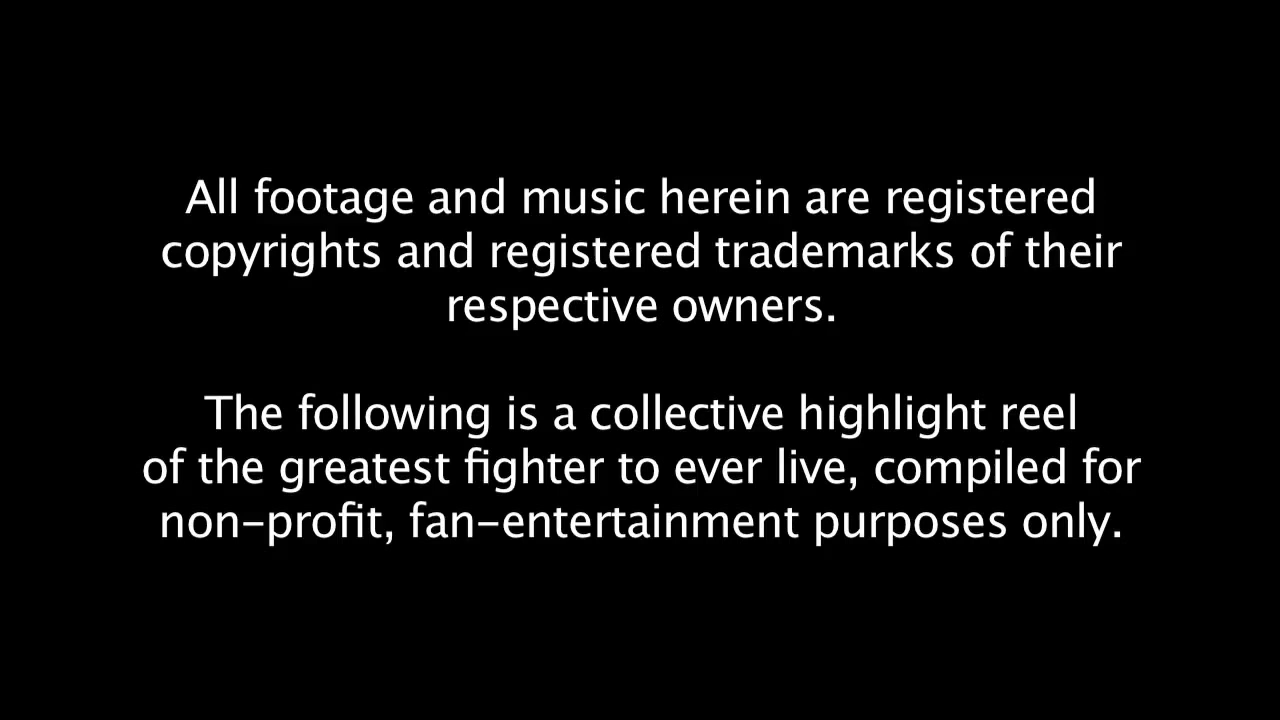 All footage and music herein are registered
copyrights and registered trademarks of their
respective owners.
The following is a collective highlight reel
of the greatest fighter to ever live, compiled for
non-profit, fan-entertainment purposes only.